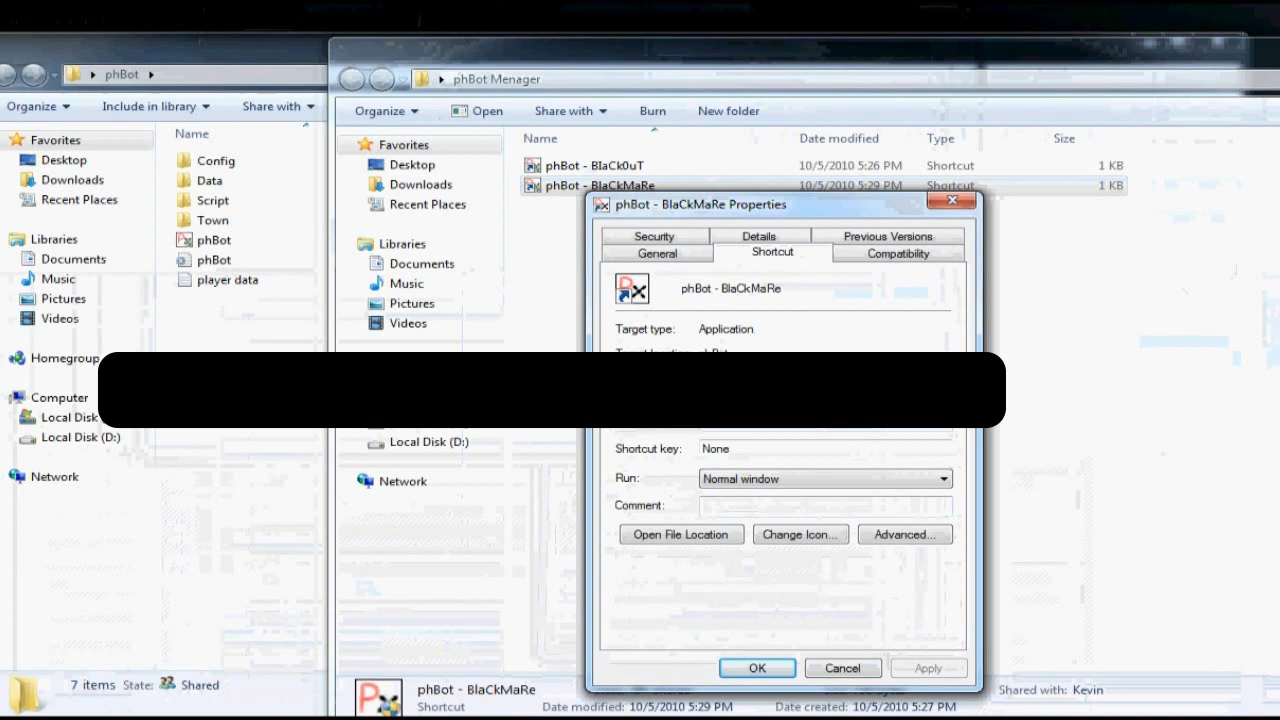 phBot
Organize
Include in library
Share with
Name
Favorites
Desktop
Downloads
Recent Places
Libraries
Documents
Music
Pictures
Videos
Homegroup
Computer
Local Disk
Local Disk (D:)
Network
Config
Data
Script
Town
phBot
phBot
player data
7 items State: Shared
phBot Menager
Organize
Open
Share with
Burn
New folder
Name
Date modified
Type
Size
Favorites
Desktop
Downloads
Recent Places
Libraries
Documents
Music
Pictures
Videos
Local Disk (D:)
Network
phBot - BlaCk0uT
10/5/2010 5:26 PM
Shortcut
1 KB
phBot - BlaCkMaRe
10/5/2010 5:29 PM
Shortcut
1 KB
phBot - BlaCkMaRe Properties
Security
Details
Previous Versions
General
Shortcut
Compatibility
phBot - BlaCkMaRe
Target type: Application
Shortcut key: None
Run: Normal window
Comment:
Open File Location
Change Icon...
Advanced...
OK
Cancel
Apply
phBot - BlaCkMaRe
Shortcut
Date modified: 10/5/2010 5:29 PM
Date created: 10/5/2010 5:27 PM
Shared with: Kevin